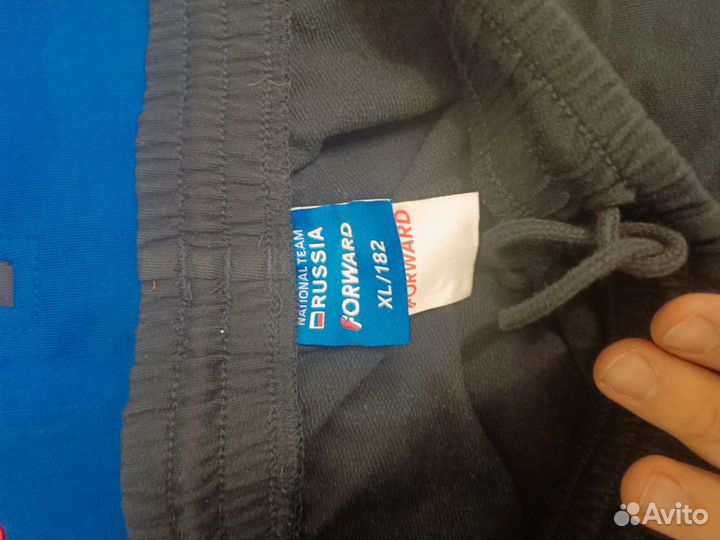 NATIONAL TEAM
RUSSIA
FORWARD
XL/182
FORWARD
Avito